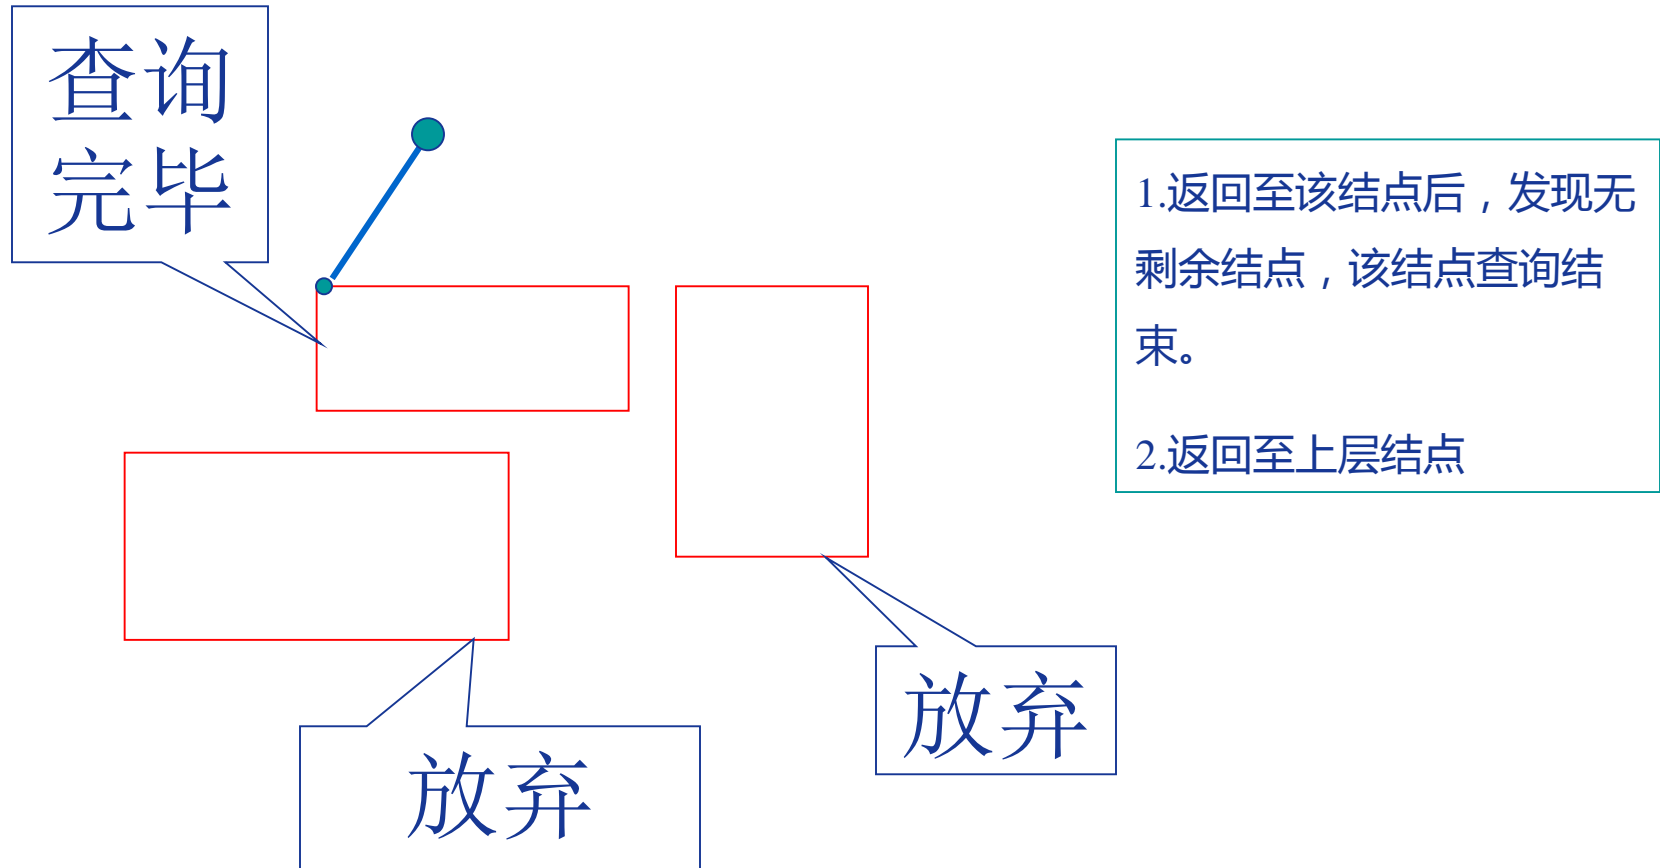 查询
完毕
1.返回至该结点后，发现无
剩余结点，该结点查询结
束。
2.返回至上层结点
放弃
放弃